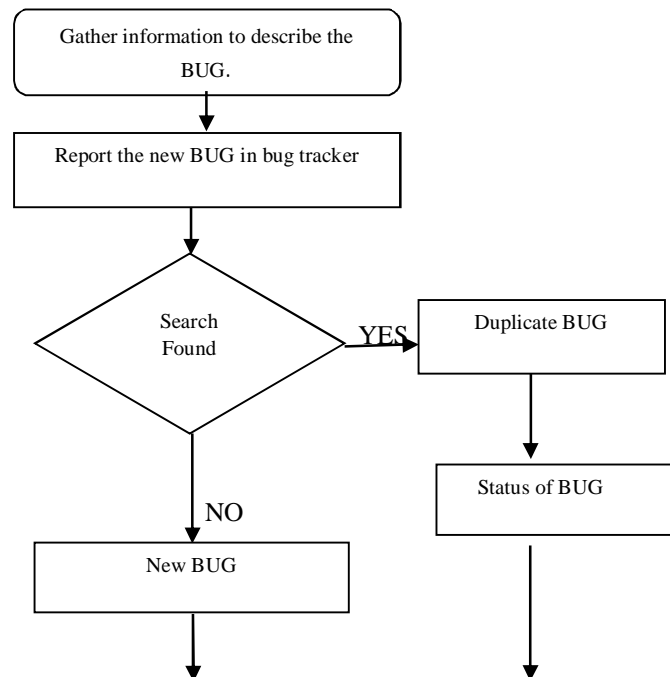 Gather information to describe the
BUG.
Report the new BUG in bug tracker
Search
Found
YES
Duplicate BUG
Status of BUG
NO
New BUG